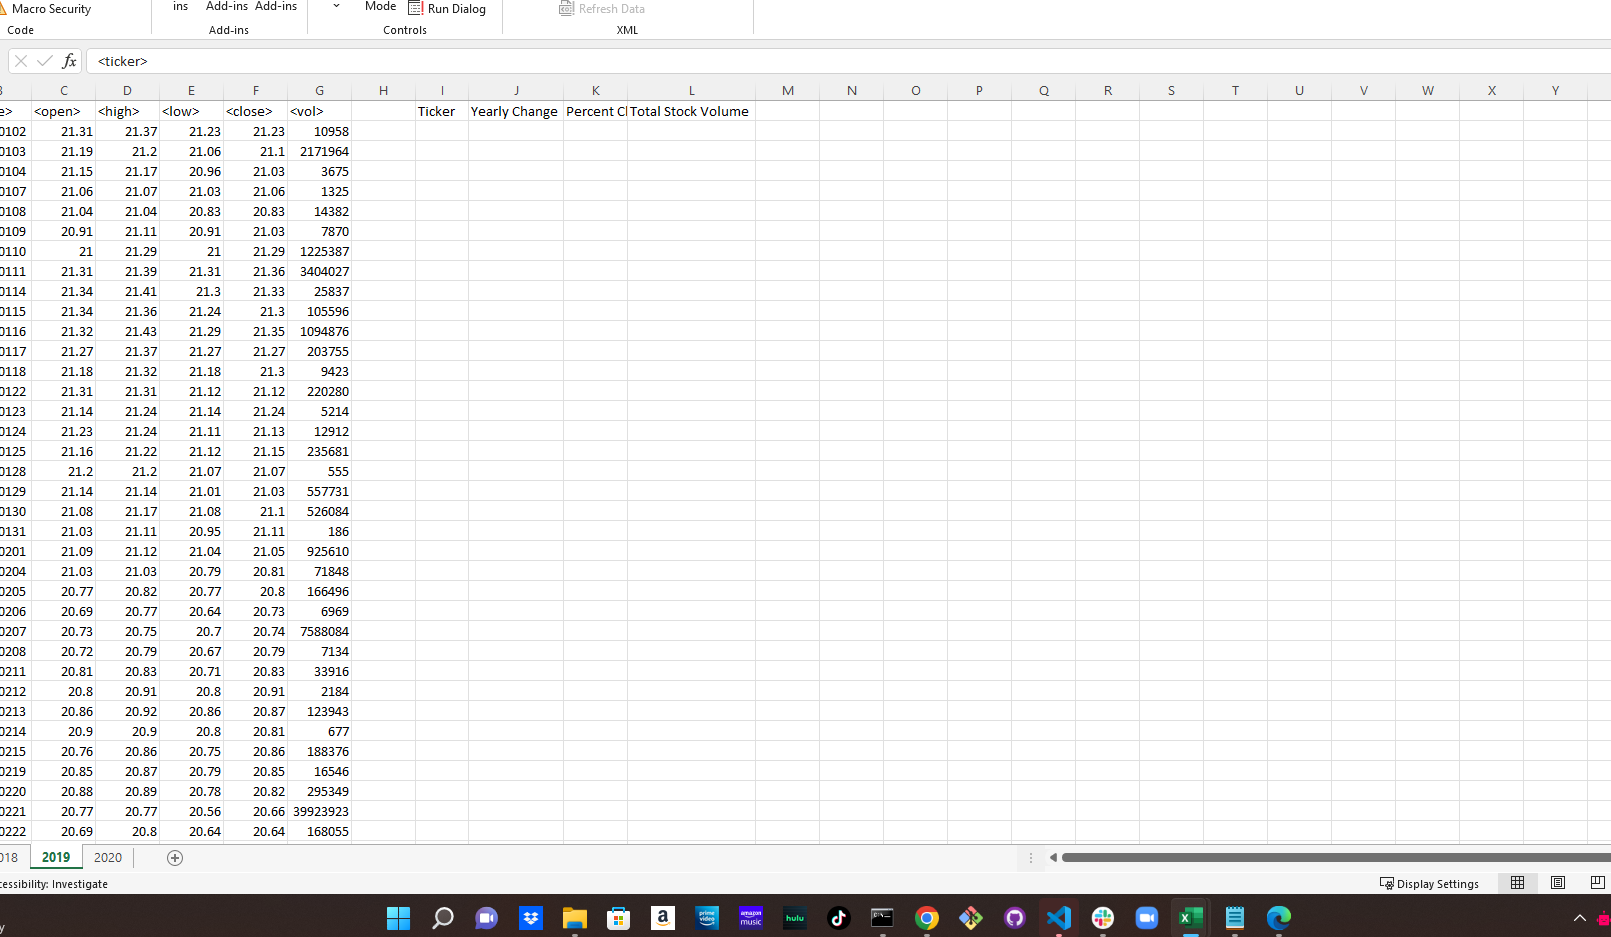 Macro Security
ins Add-ins Add-ins
Mode Run Dialog
Refresh Data
Code Add-ins Controls XML
fx <ticker>
C D E F G H I J K L M N O P Q R S T U V W X Y
e> <open> <high> <low> <close> <vol> Ticker Yearly Change Percent Cl Total Stock Volume
0102 21.31 21.37 21.23 21.23 10958
0103 21.19 21.2 21.06 21.1 2171964
0104 21.15 21.17 20.96 21.03 3675
0107 21.06 21.07 21.03 21.06 1325
0108 21.04 21.04 20.83 20.83 14382
0109 20.91 21.11 20.91 21.03 7870
0110 21 21.29 21 21.29 1225387
0111 21.31 21.39 21.31 21.36 3404027
0114 21.34 21.41 21.3 21.33 25837
0115 21.34 21.36 21.24 21.3 105596
0116 21.32 21.43 21.29 21.35 1094876
0117 21.27 21.37 21.27 21.27 203755
0118 21.18 21.32 21.18 21.3 9423
0122 21.31 21.31 21.12 21.12 220280
0123 21.14 21.24 21.14 21.24 5214
0124 21.23 21.24 21.11 21.13 12912
0125 21.16 21.22 21.12 21.15 235681
0128 21.2 21.2 21.07 21.07 555
0129 21.14 21.14 21.01 21.03 557731
0130 21.08 21.17 21.08 21.1 526084
0131 21.03 21.11 20.95 21.11 186
0201 21.09 21.12 21.04 21.05 925610
0204 21.03 21.03 20.79 20.81 71848
0205 20.77 20.82 20.77 20.8 166496
0206 20.69 20.77 20.64 20.73 6969
0207 20.73 20.75 20.7 20.74 7588084
0208 20.72 20.79 20.67 20.79 7134
0211 20.81 20.83 20.71 20.83 33916
0212 20.8 20.91 20.8 20.91 2184
0213 20.86 20.92 20.86 20.87 123943
0214 20.9 20.9 20.8 20.81 677
0215 20.76 20.86 20.75 20.86 188376
0219 20.85 20.87 20.79 20.85 16546
0220 20.88 20.89 20.78 20.82 295349
0221 20.77 20.77 20.56 20.66 39923923
0222 20.69 20.8 20.64 20.64 168055
018 2019 2020
cessibility: Investigate Display Settings
a prime video amazon music hulu